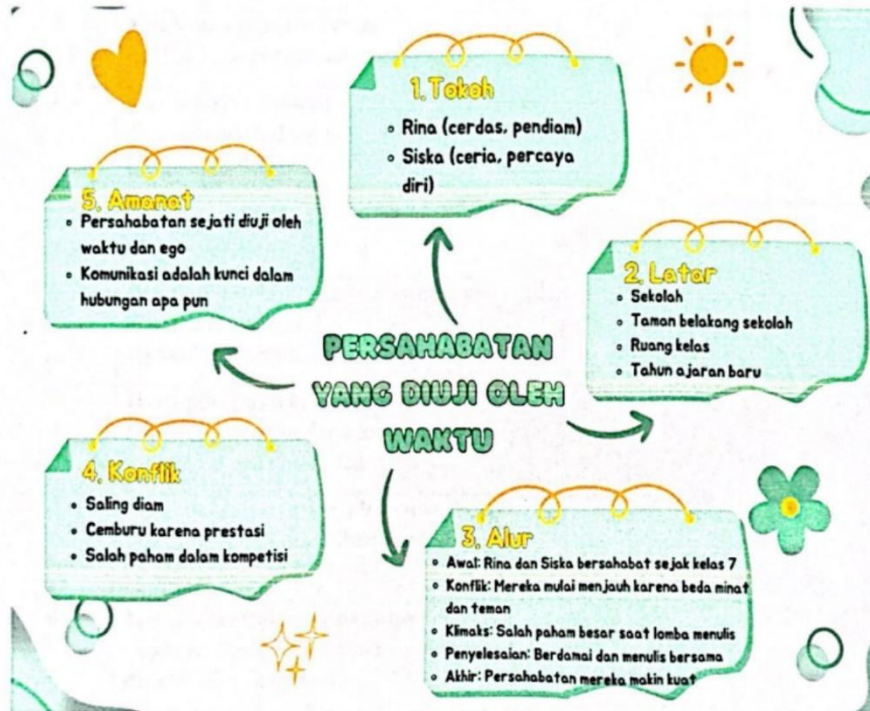 1. Tokoh
Rina (cerdas, pendiam)
Siska (ceria, percaya
diri)
2. Latar
Sekolah
Taman belakang sekolah
Ruang kelas
Tahun ajaran baru
PERSAHABATAN
YANG DIUJI OLEH
WAKTU
3. Alur
Awal: Rina dan Siska bersahabat sejak kelas 7
Konflik: Mereka mulai menjauh karena beda minat
dan teman
Klimaks: Salah paham besar saat lomba menulis
Penyelesaian: Berdamai dan menulis bersama
Akhir: Persahabatan mereka makin kuat
4. Konflik
Saling diam
Cemburu karena prestasi
Salah paham dalam kompetisi
5. Amanat
Persahabatan sejati diuji oleh
waktu dan ego
Komunikasi adalah kunci dalam
hubungan apa pun